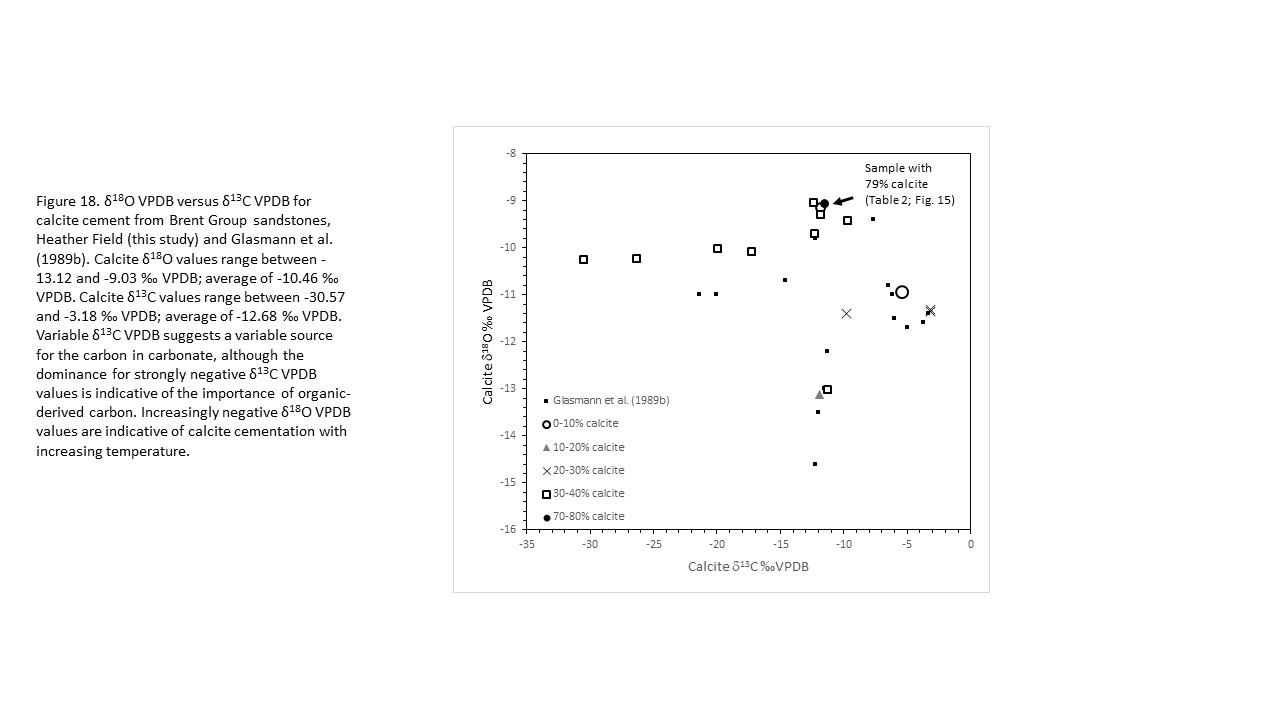 Figure 18. δ¹⁸O VPDB versus δ¹³C VPDB for
calcite cement from Brent Group sandstones,
Heather Field (this study) and Glasmann et al.
(1989b). Calcite δ¹⁸O values range between -
13.12 and -9.03 ‰ VPDB; average of -10.46 ‰
VPDB. Calcite δ¹³C values range between -30.57
and -3.18 ‰ VPDB; average of -12.68 ‰ VPDB.
Variable δ¹³C VPDB suggests a variable source
for the carbon in carbonate, although the
dominance for strongly negative δ¹³C VPDB
values is indicative of the importance of organic-
derived carbon. Increasingly negative δ¹⁸O VPDB
values are indicative of calcite cementation with
increasing temperature.
Calcite δ¹⁸O ‰ VPDB
-8
-9
-10
-11
-12
-13
-14
-15
-16
Sample with
79% calcite
(Table 2; Fig. 15)
Glasmann et al. (1989b)
0-10% calcite
10-20% calcite
20-30% calcite
30-40% calcite
70-80% calcite
-35 -30 -25 -20 -15 -10 -5 0
Calcite δ¹³C ‰VPDB